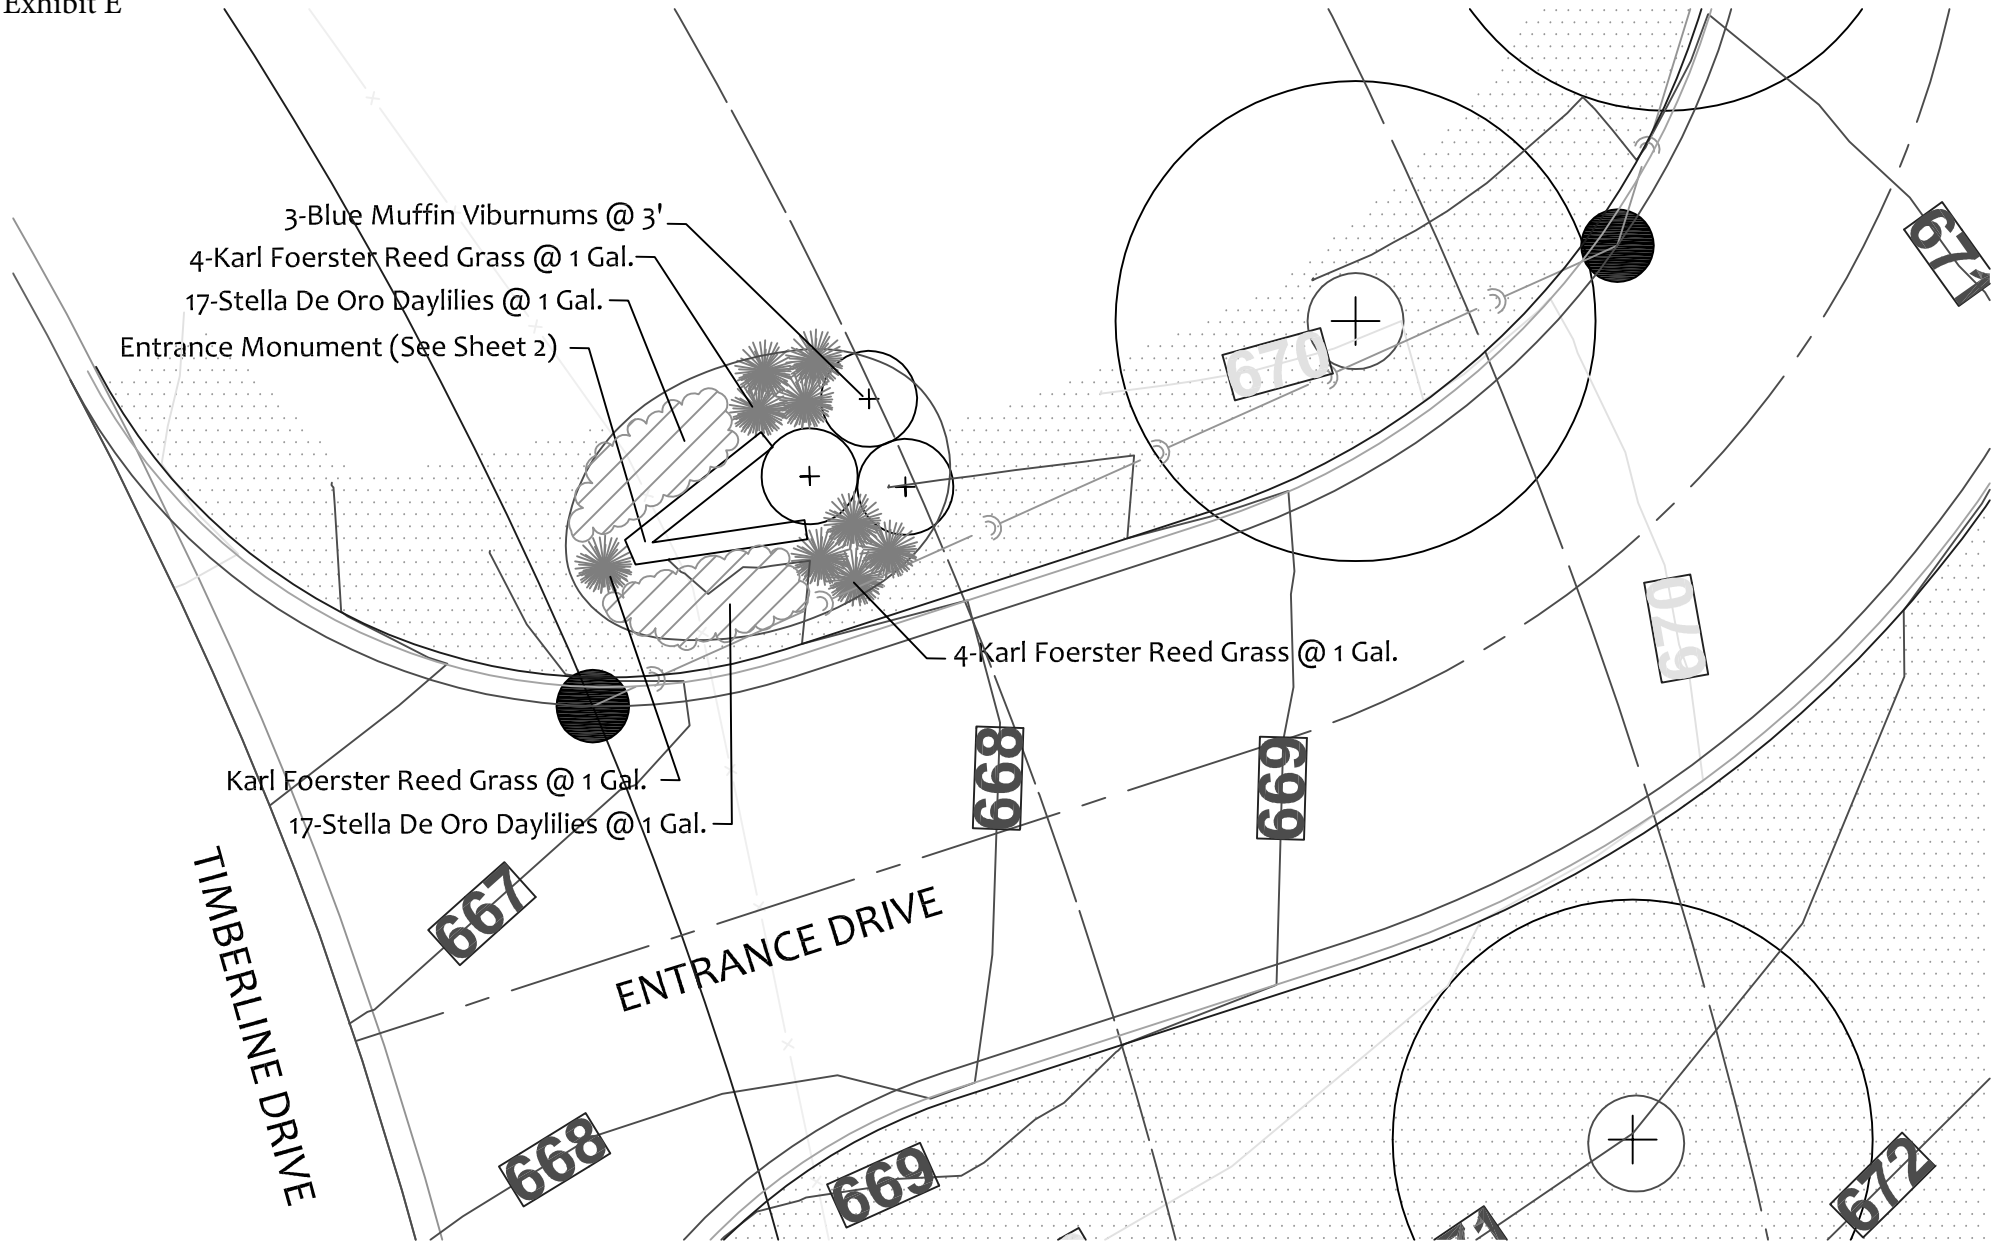 Exhibit E
3-Blue Muffin Viburnums @ 3'
4-Karl Foerster Reed Grass @ 1 Gal.
17-Stella De Oro Daylilies @ 1 Gal.
Entrance Monument (See Sheet 2)
670
671
670
4-Karl Foerster Reed Grass @ 1 Gal.
668
669
Karl Foerster Reed Grass @ 1 Gal.
17-Stella De Oro Daylilies @ 1 Gal.
667
ENTRANCE DRIVE
TIMBERLINE DRIVE
668
669
672